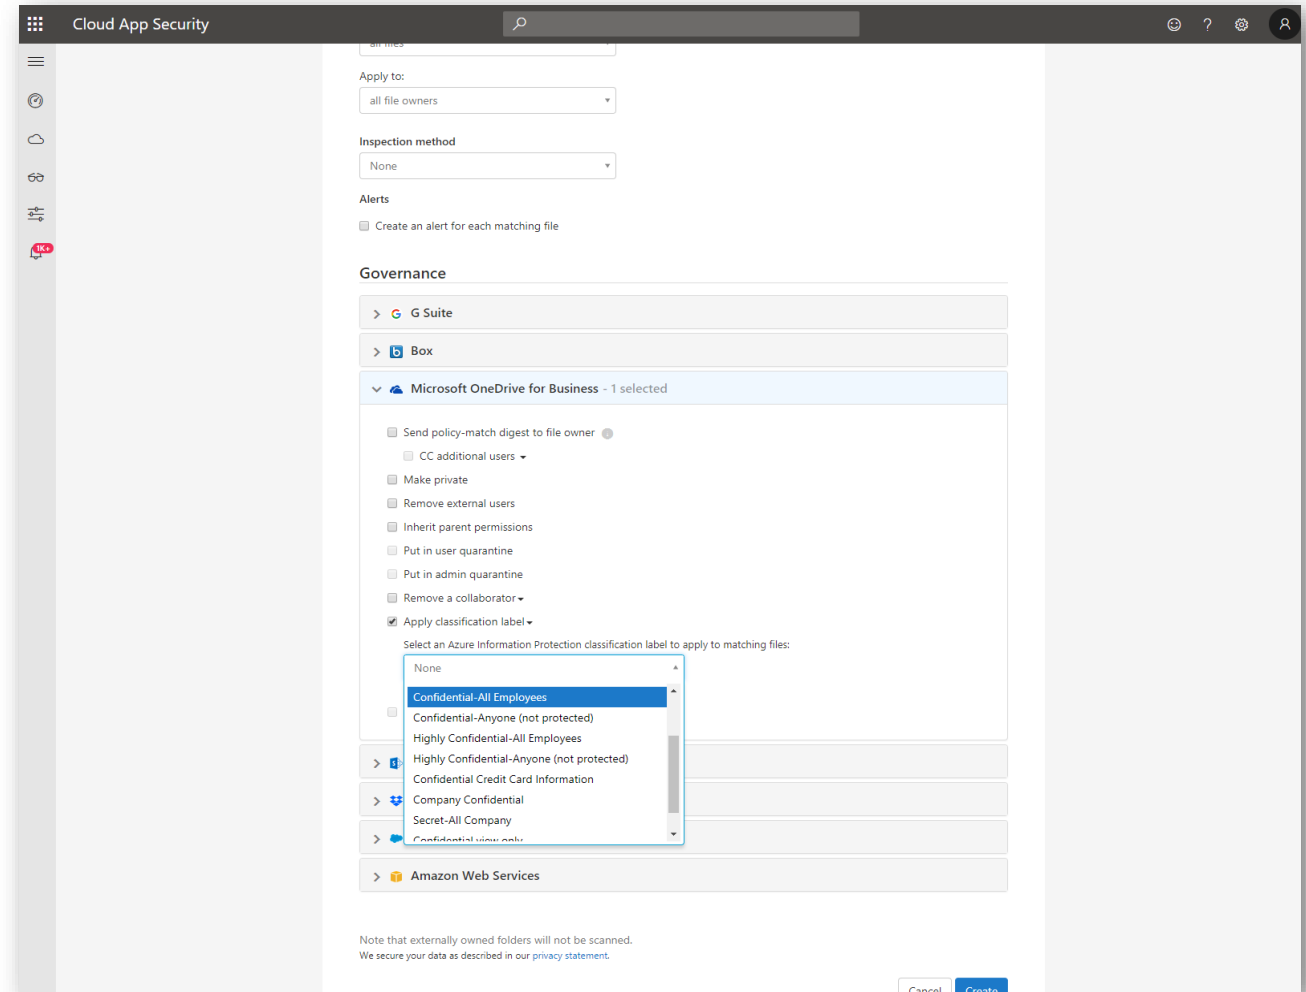 Cloud App Security
all files
Apply to:
all file owners
Inspection method
None
Alerts
Create an alert for each matching file
1K+
Governance
G Suite
Box
Microsoft OneDrive for Business - 1 selected
Send policy-match digest to file owner
CC additional users
Make private
Remove external users
Inherit parent permissions
Put in user quarantine
Put in admin quarantine
Remove a collaborator
Apply classification label
Select an Azure Information Protection classification label to apply to matching files:
None
Confidential-All Employees
Confidential-Anyone (not protected)
Highly Confidential-All Employees
Highly Confidential-Anyone (not protected)
Confidential Credit Card Information
Company Confidential
Secret-All Company
Confidential view only
Amazon Web Services
Note that externally owned folders will not be scanned.
We secure your data as described in our privacy statement.
Cancel Create